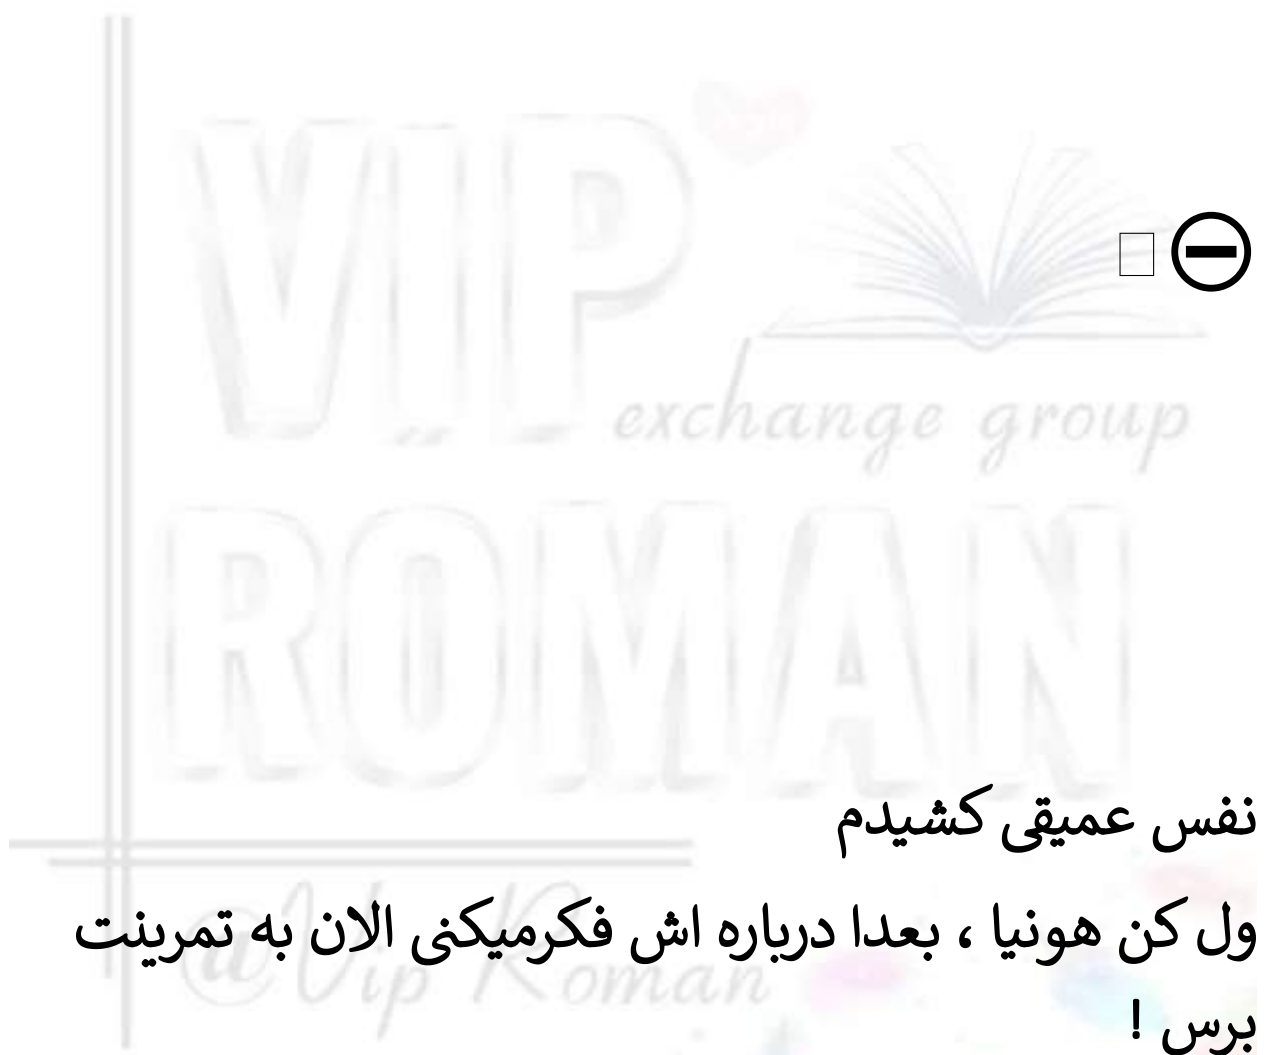 VIP
exchange group
ROMAN
⊖
نفس عمیقی کشیدم
ول کن هونیا ، بعدا درباره اش فکرمیکنی الان به تمرینت
برس !
@Vip Roman